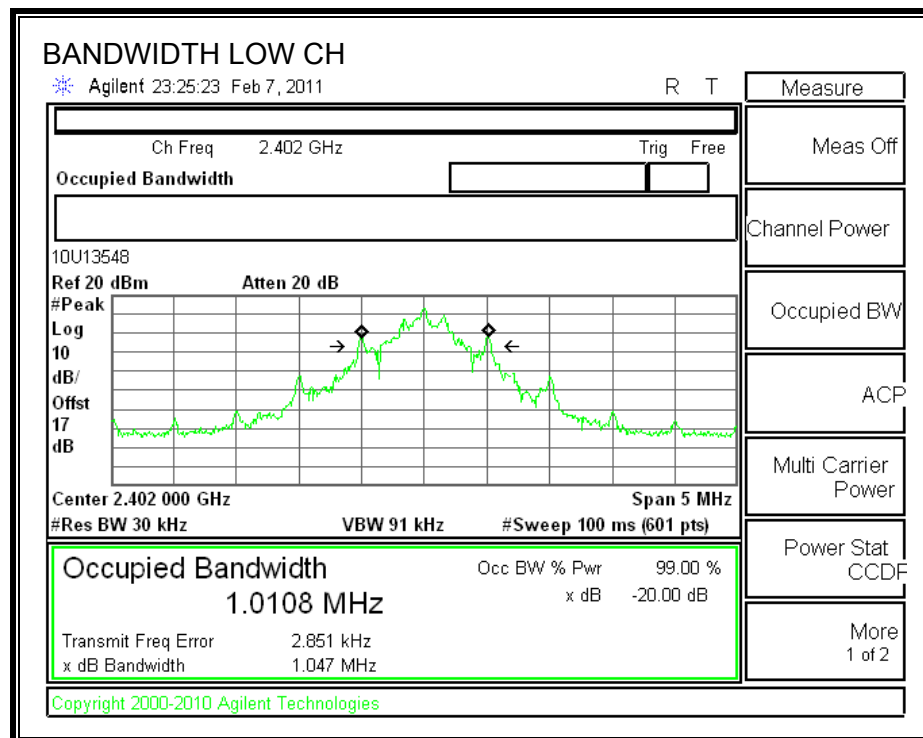 BANDWIDTH LOW CH
Agilent 23:25:23 Feb 7, 2011 R T
Measure
Ch Freq 2.402 GHz Trig Free
Meas Off
Occupied Bandwidth
Channel Power
10U13548
Ref 20 dBm Atten 20 dB
#Peak
Log
10
dB/
Offst
17
dB
Occupied BW
ACP
Multi Carrier
Power
Center 2.402 000 GHz Span 5 MHz
#Res BW 30 kHz VBW 91 kHz #Sweep 100 ms (601 pts)
Power Stat
CCDF
Occupied Bandwidth
1.0108 MHz
Occ BW % Pwr 99.00 %
x dB -20.00 dB
Transmit Freq Error 2.851 kHz
x dB Bandwidth 1.047 MHz
More
1 of 2
Copyright 2000-2010 Agilent Technologies